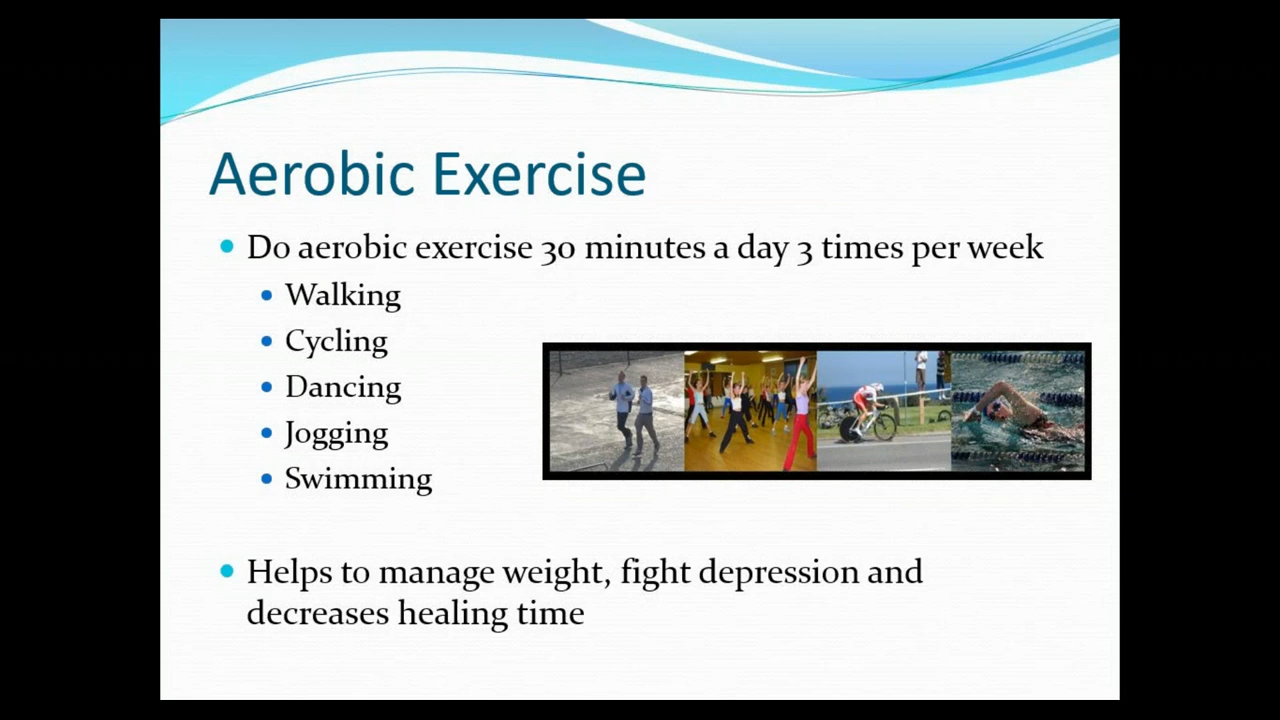 Aerobic Exercise
Do aerobic exercise 30 minutes a day 3 times per week
Walking
Cycling
Dancing
Jogging
Swimming
Helps to manage weight, fight depression and
decreases healing time